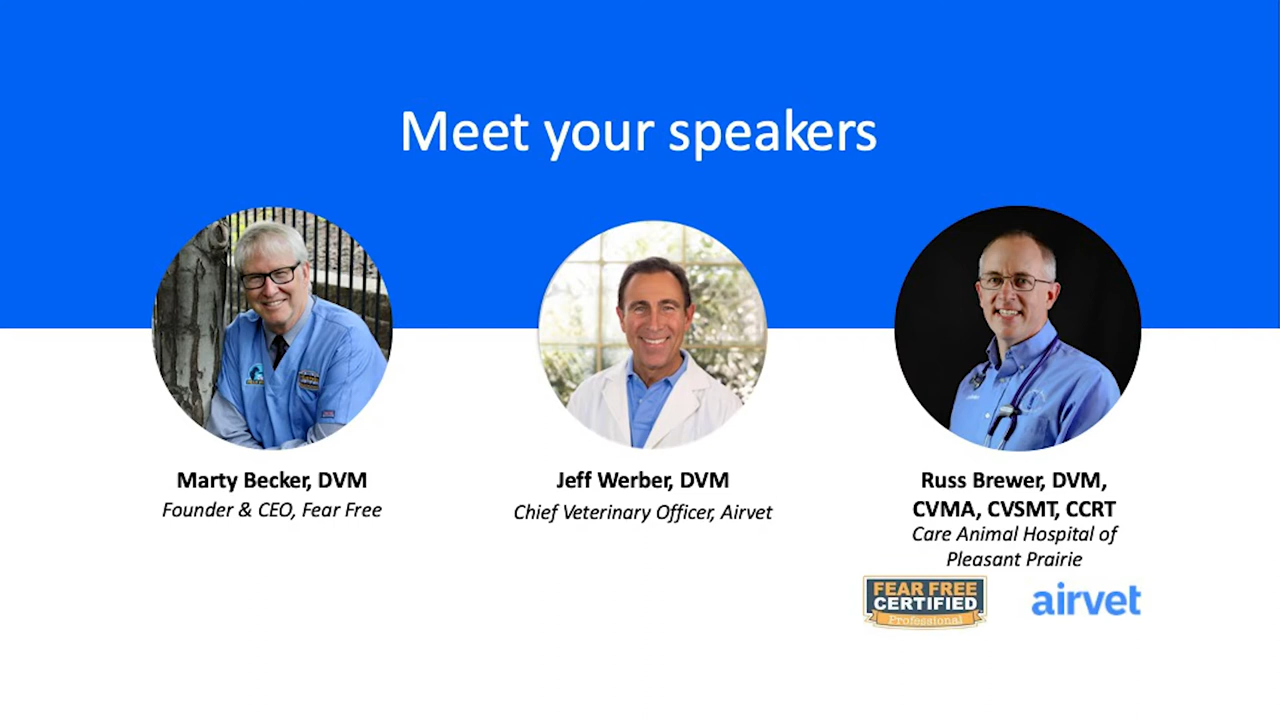 Meet your speakers
Marty Becker, DVM
Founder & CEO, Fear Free
Jeff Werber, DVM
Chief Veterinary Officer, Airvet
Russ Brewer, DVM,
CVMA, CVSMT, CCRT
Care Animal Hospital of
Pleasant Prairie
FEAR FREE
CERTIFIED
Professional
airvet